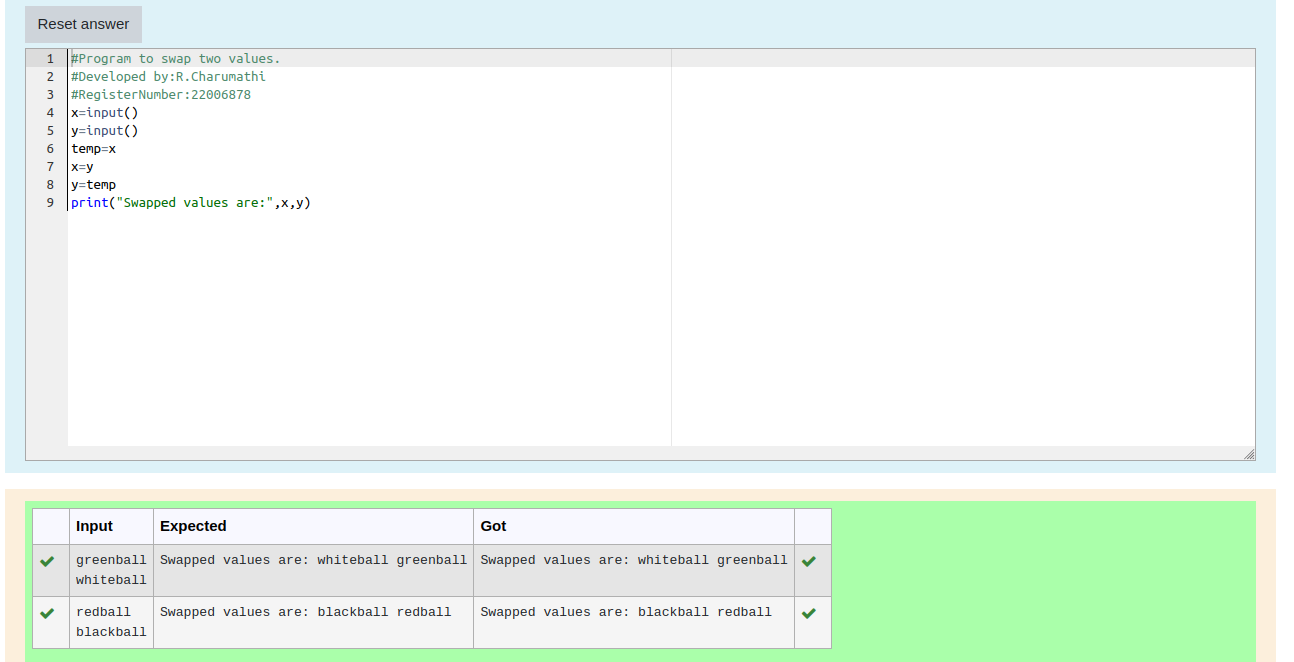 Reset answer
1 #Program to swap two values.
2 #Developed by:R.Charumathi
3 #RegisterNumber:22006878
4 x=input()
5 y=input()
6 temp=x
7 x=y
8 y=temp
9 print("Swapped values are:",x,y)
Input Expected Got
greenball Swapped values are: whiteball greenball Swapped values are: whiteball greenball
whiteball
redball Swapped values are: blackball redball Swapped values are: blackball redball
blackball